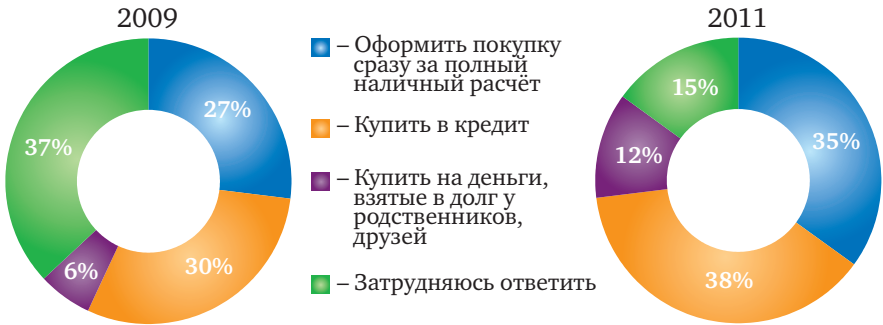 2009
27%
30%
6%
37%
– Оформить покупку
сразу за полный
наличный расчёт
– Купить в кредит
– Купить на деньги,
взятые в долг у
родственников,
друзей
– Затрудняюсь ответить
2011
35%
38%
12%
15%